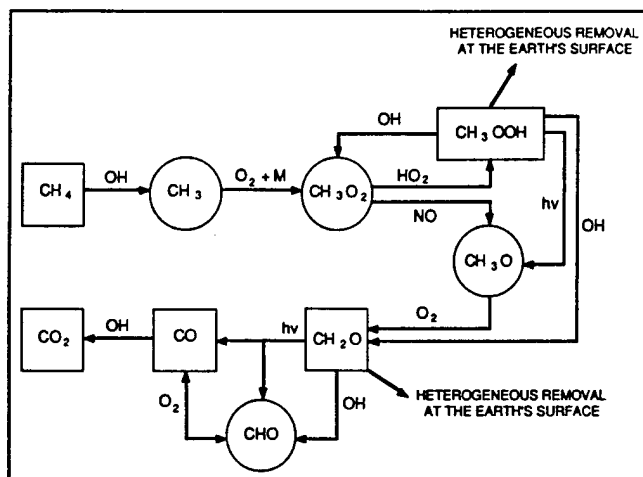 HETEROGENEOUS REMOVAL
AT THE EARTH'S SURFACE
OH
CH₃OOH
CH₄
OH
CH₃
O₂ + M
CH₃O₂
HO₂
NO
hν
OH
CH₃O
O₂
CO₂
OH
CO
hν
CH₂O
O₂
CHO
OH
HETEROGENEOUS REMOVAL
AT THE EARTH'S SURFACE